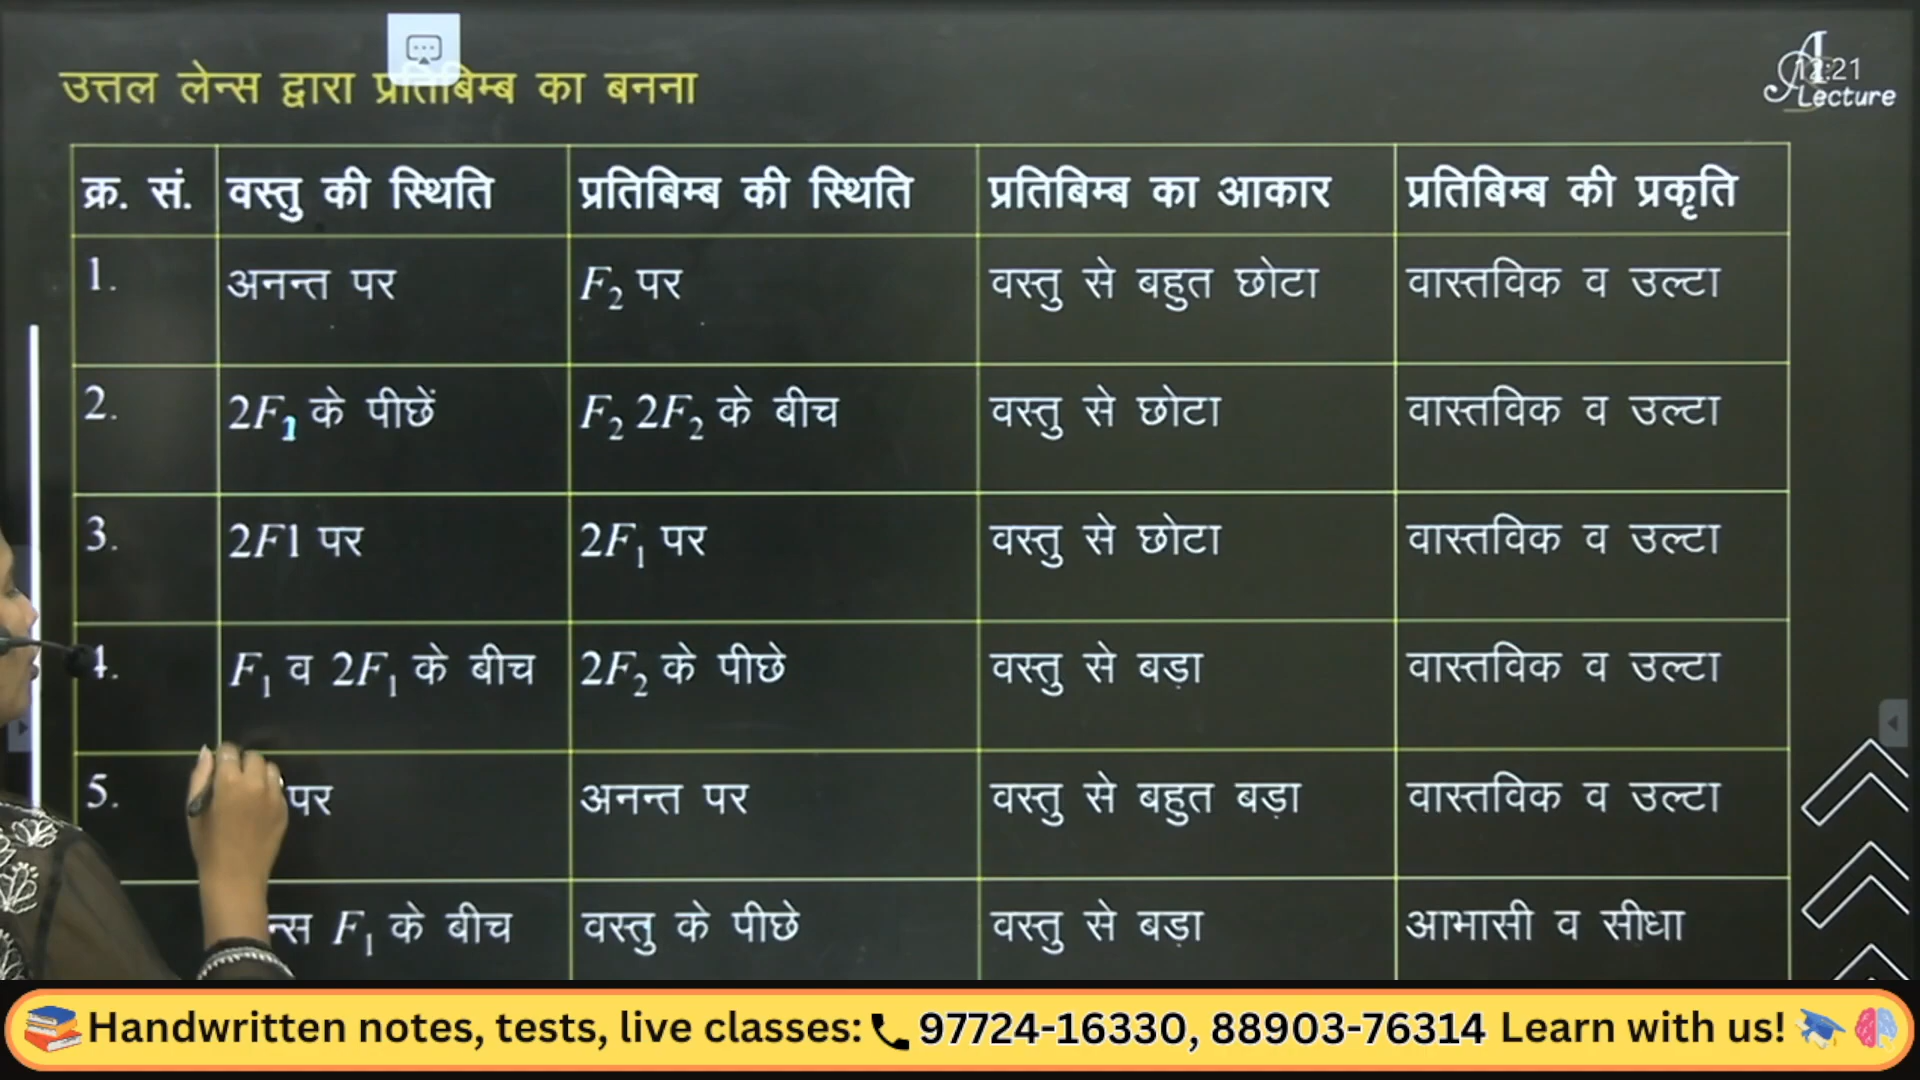 उत्तल लेन्स द्वारा प्रतिबिम्ब का बनना
12:21
Lecture
क्र. सं. वस्तु की स्थिति प्रतिबिम्ब की स्थिति प्रतिबिम्ब का आकार प्रतिबिम्ब की प्रकृति
1. अनन्त पर F₂ पर वस्तु से बहुत छोटा वास्तविक व उल्टा
2. 2F₁ के पीछें F₂ 2F₂ के बीच वस्तु से छोटा वास्तविक व उल्टा
3. 2F1 पर 2F₁ पर वस्तु से छोटा वास्तविक व उल्टा
4. F₁ व 2F₁ के बीच 2F₂ के पीछे वस्तु से बड़ा वास्तविक व उल्टा
5. पर अनन्त पर वस्तु से बहुत बड़ा वास्तविक व उल्टा
F₁ के बीच वस्तु के पीछे वस्तु से बड़ा आभासी व सीधा
Handwritten notes, tests, live classes: 97724-16330, 88903-76314 Learn with us!